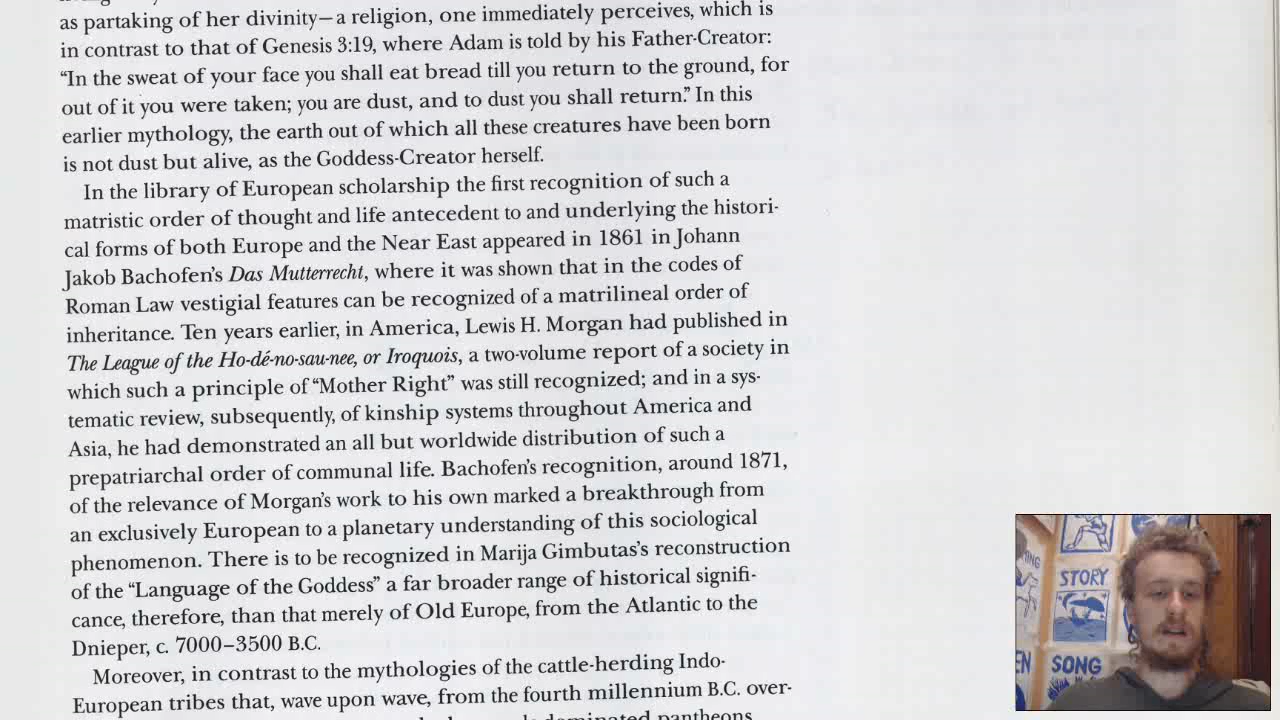 as partaking of her divinity—a religion, one immediately perceives, which is
in contrast to that of Genesis 3:19, where Adam is told by his Father-Creator:
“In the sweat of your face you shall eat bread till you return to the ground, for
out of it you were taken; you are dust, and to dust you shall return.” In this
earlier mythology, the earth out of which all these creatures have been born
is not dust but alive, as the Goddess-Creator herself.
In the library of European scholarship the first recognition of such a
matristic order of thought and life antecedent to and underlying the histori-
cal forms of both Europe and the Near East appeared in 1861 in Johann
Jakob Bachofen’s Das Mutterrecht, where it was shown that in the codes of
Roman Law vestigial features can be recognized of a matrilineal order of
inheritance. Ten years earlier, in America, Lewis H. Morgan had published in
The League of the Ho-dé-no-sau-nee, or Iroquois, a two-volume report of a society in
which such a principle of “Mother Right” was still recognized; and in a sys-
tematic review, subsequently, of kinship systems throughout America and
Asia, he had demonstrated an all but worldwide distribution of such a
prepatriarchal order of communal life. Bachofen’s recognition, around 1871,
of the relevance of Morgan’s work to his own marked a breakthrough from
an exclusively European to a planetary understanding of this sociological
phenomenon. There is to be recognized in Marija Gimbutas’s reconstruction
of the “Language of the Goddess” a far broader range of historical signifi-
cance, therefore, than that merely of Old Europe, from the Atlantic to the
Dnieper, c. 7000–3500 B.C.
Moreover, in contrast to the mythologies of the cattle-herding Indo-
European tribes that, wave upon wave, from the fourth millennium B.C. over-
dominated pantheons
STORY
SONG